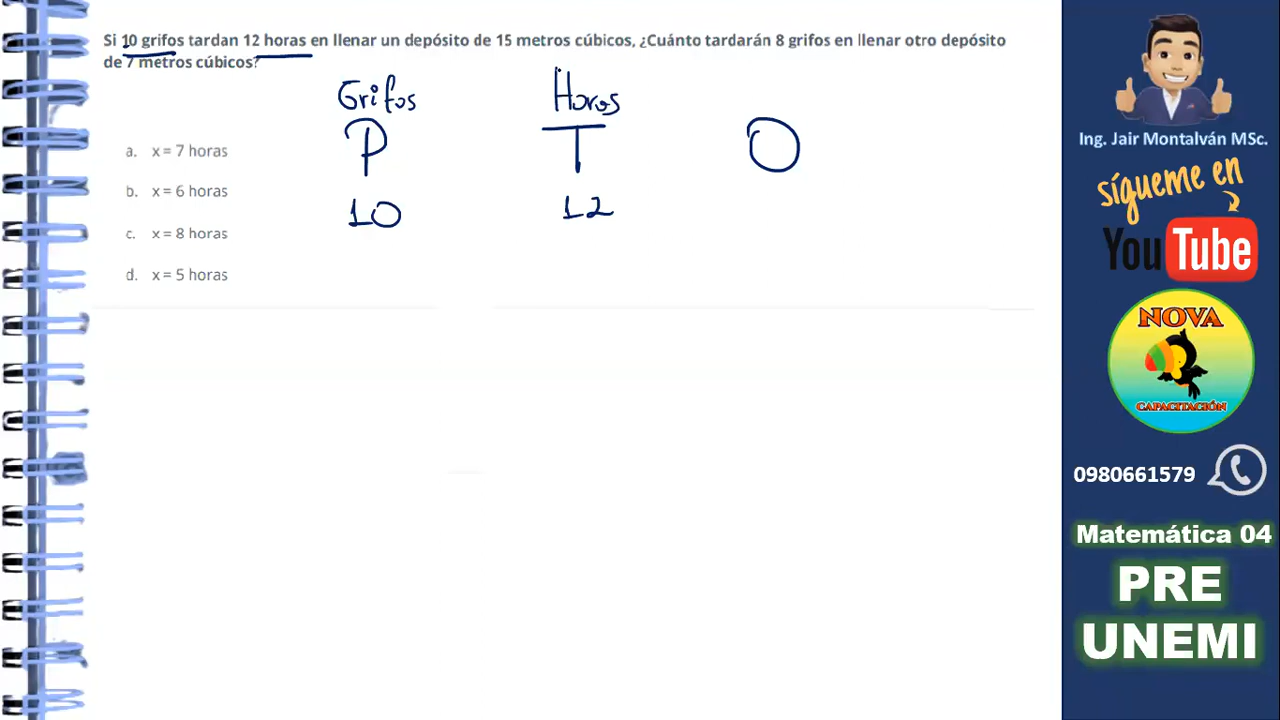 Si 10 grifos tardan 12 horas en llenar un depósito de 15 metros cúbicos, ¿Cuánto tardarán 8 grifos en llenar otro depósito
de 7 metros cúbicos?
Grifos Horas
P T O
10 12
a. x = 7 horas
b. x = 6 horas
c. x = 8 horas
d. x = 5 horas
Ing. Jair Montalván MSc.
sígueme en
YouTube
NOVA
CAPACITACIÓN
0980661579
Matemática 04
PRE
UNEMI